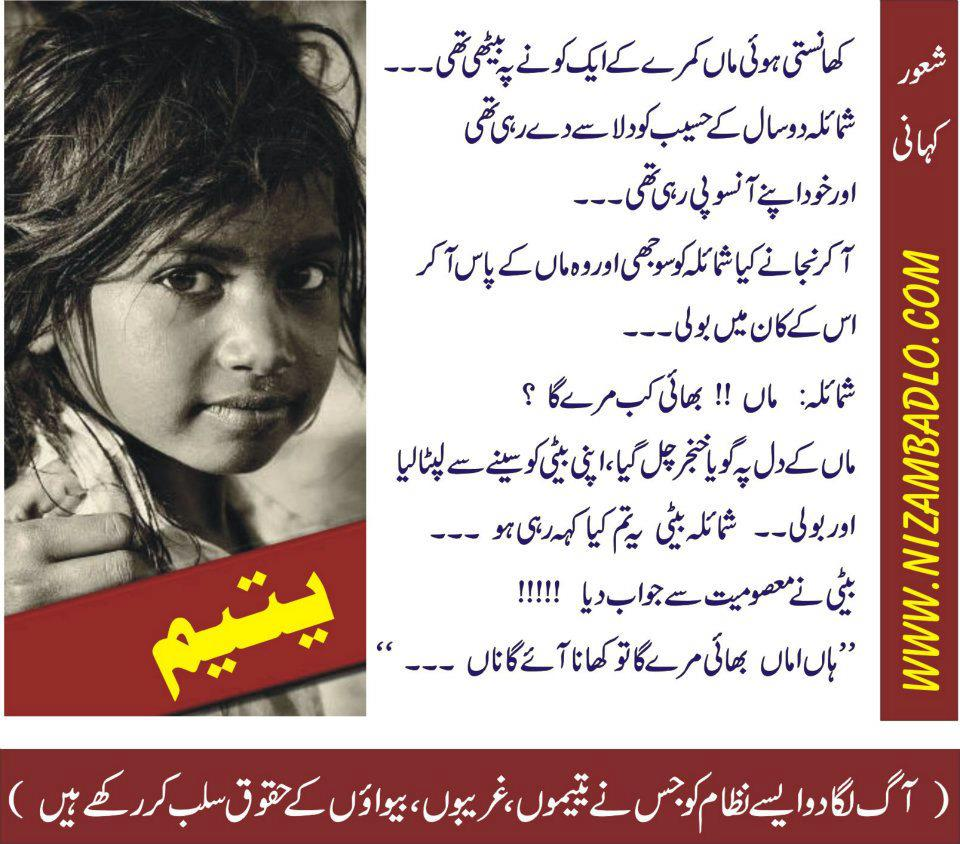 شعور
کہانی
کھانستی ہوئی ماں کمرے کے ایک کونے پہ بیٹھی تھی۔۔۔
شمائلہ دو سال کے حسیب کو دلاسے دے رہی تھی
اور خود اپنے آنسو پی رہی تھی۔۔۔
آ کر نجانے کیا شمائلہ کو سوجھی اور وہ ماں کے پاس آ کر
اس کے کان میں بولی۔۔۔
شمائلہ: ماں !! بھائی کب مرے گا ؟
ماں کے دل پہ گویا خنجر چل گیا، اپنی بیٹی کو سینے سے لپٹا لیا
اور بولی۔۔ شمائلہ بیٹی یہ تم کیا کہہ رہی ہو ۔۔۔
بیٹی نے معصومیت سے جواب دیا !!!!!
”ہاں اماں بھائی مرے گا تو کھانا آئے گا ناں ۔۔۔ “
یتیم
WWW.NIZAMBADLO.COM
( آگ لگا دو ایسے نظام کو جس نے یتیموں، غریبوں، بیواؤں کے حقوق سلب کر رکھے ہیں )